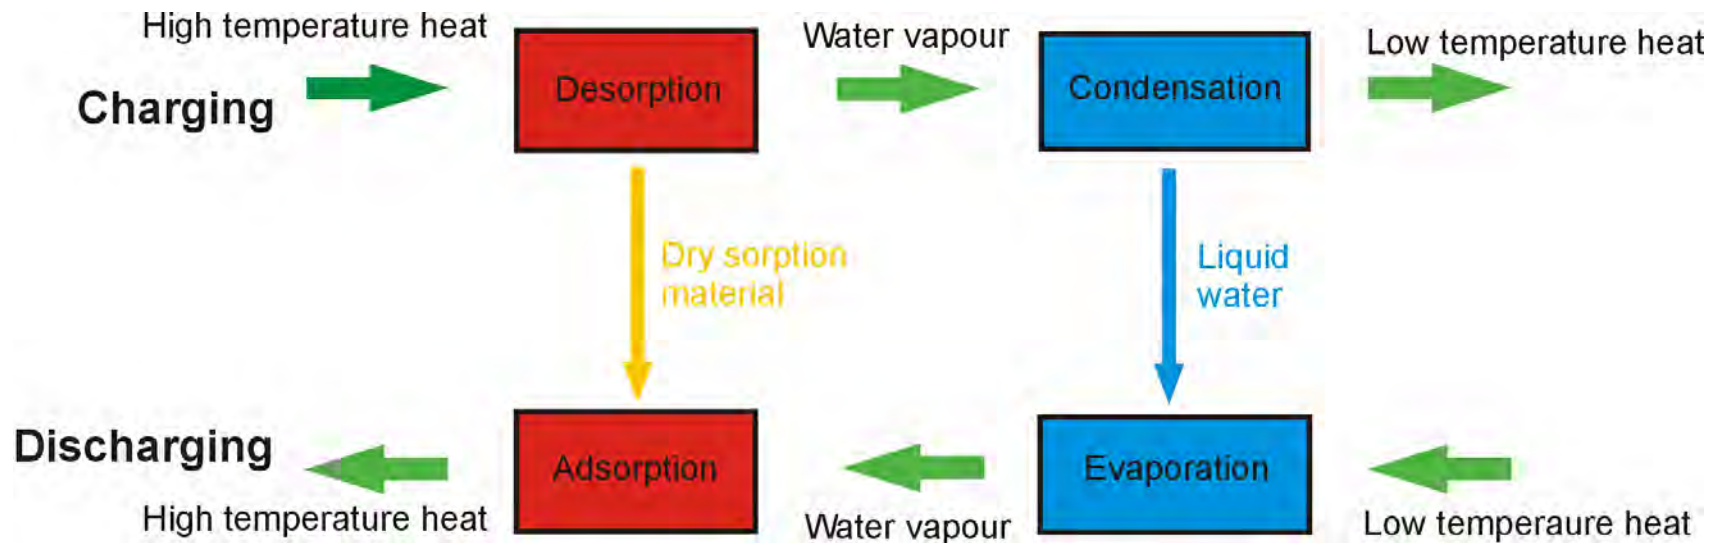 High temperature heat
Water vapour
Low temperature heat
Charging
Desorption
Condensation
Dry sorption
material
Liquid
water
Discharging
Adsorption
Evaporation
High temperature heat
Water vapour
Low temperaure heat